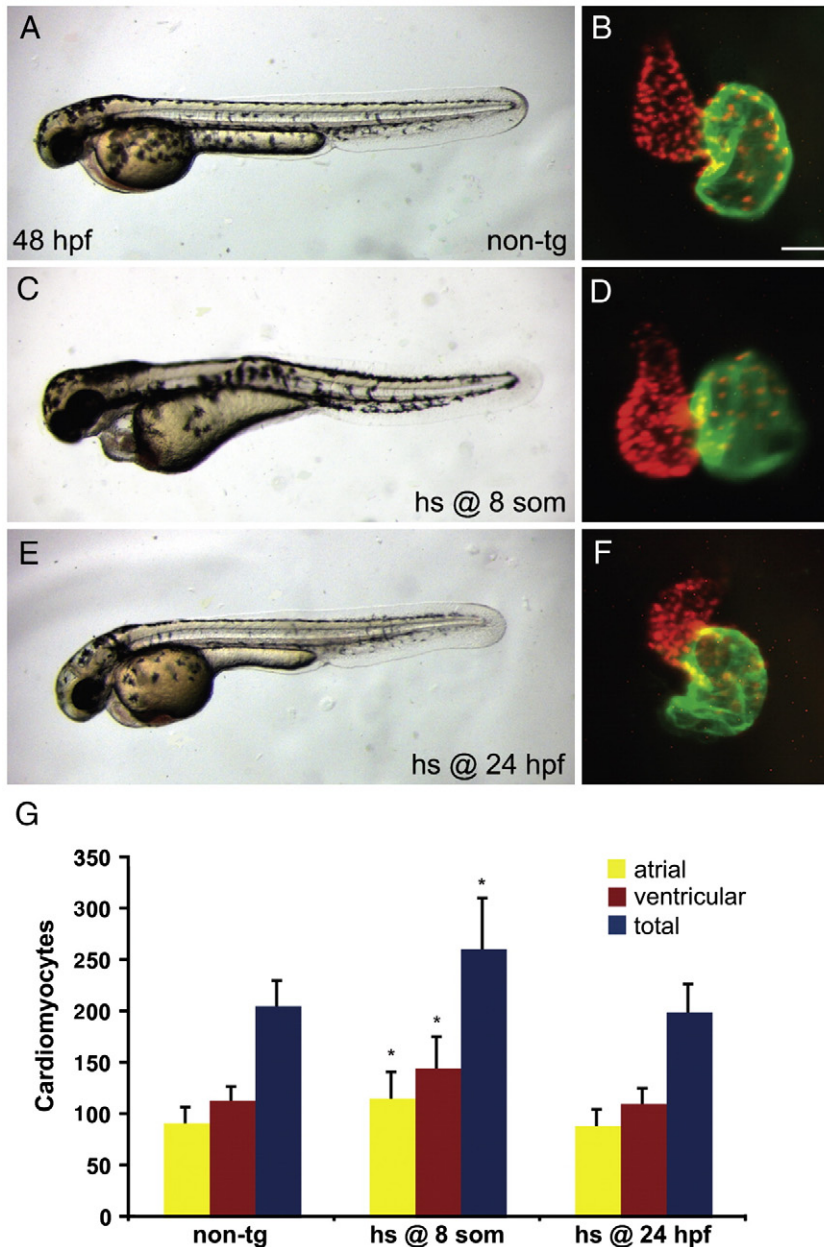 A
B
48 hpf
non-tg
C
D
hs @ 8 som
E
F
hs @ 24 hpf
G
350
300
250
200
150
100
50
0
Cardiomyocytes
atrial
ventricular
total
*
*
*
non-tg
hs @ 8 som
hs @ 24 hpf